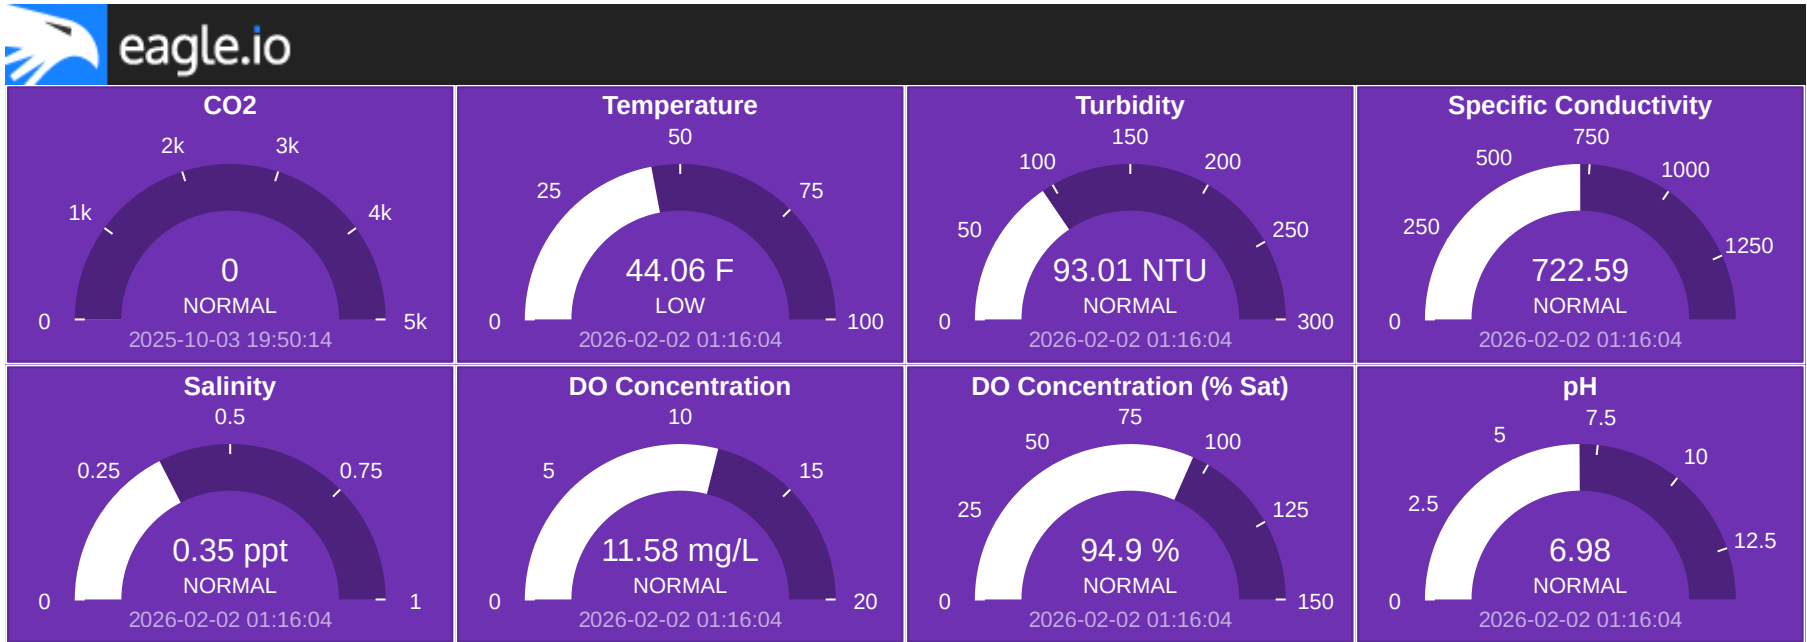 eagle.io
CO2
2k
3k
1k
4k
0
NORMAL
0
5k
2025-10-03 19:50:14
Temperature
50
25
75
44.06 F
LOW
0
100
2026-02-02 01:16:04
Turbidity
150
100
200
50
250
93.01 NTU
NORMAL
0
300
2026-02-02 01:16:04
Specific Conductivity
750
500
1000
250
1250
722.59
NORMAL
0
2026-02-02 01:16:04
Salinity
0.5
0.25
0.75
0.35 ppt
NORMAL
0
1
2026-02-02 01:16:04
DO Concentration
10
5
15
11.58 mg/L
NORMAL
0
20
2026-02-02 01:16:04
DO Concentration (% Sat)
75
50
100
25
125
94.9 %
NORMAL
0
150
2026-02-02 01:16:04
pH
7.5
5
10
2.5
12.5
6.98
NORMAL
0
2026-02-02 01:16:04